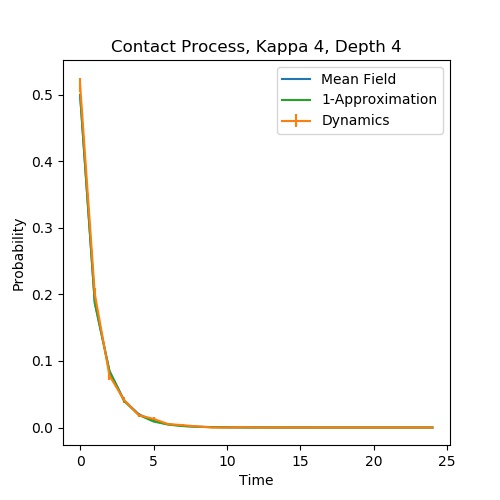 Contact Process, Kappa 4, Depth 4
Mean Field
1-Approximation
Dynamics
Probability
0.5
0.4
0.3
0.2
0.1
0.0
0 5 10 15 20 25
Time